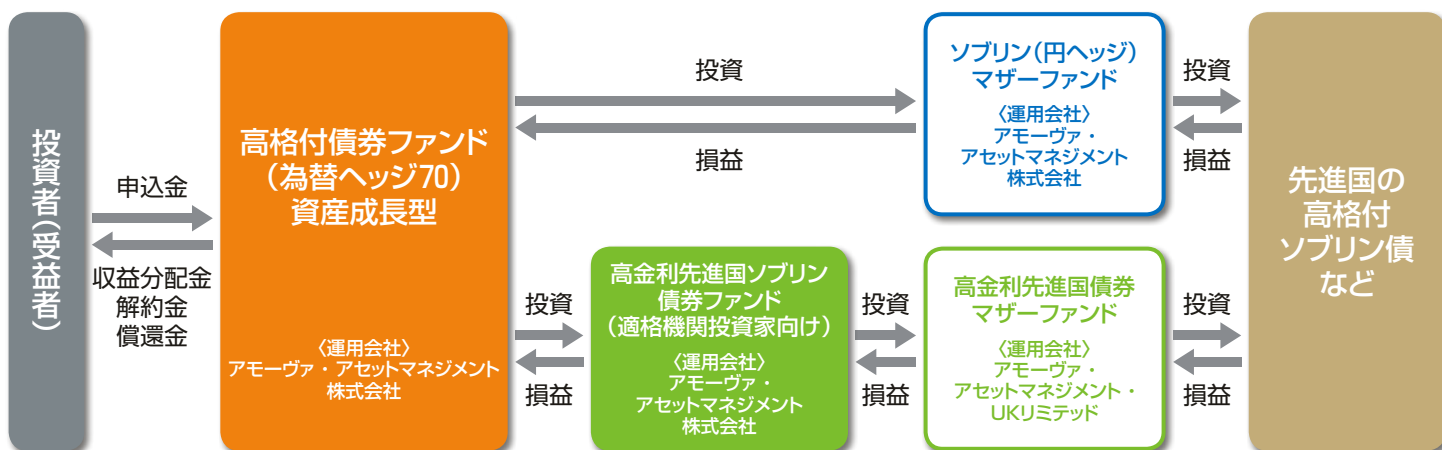 投資者（受益者）
申込金
収益分配金
解約金
償還金
高格付債券ファンド
（為替ヘッジ70）
資産成長型
〈運用会社〉
アモーヴァ・アセットマネジメント
株式会社
投資
損益
ソブリン（円ヘッジ）
マザーファンド
〈運用会社〉
アモーヴァ・
アセットマネジメント
株式会社
投資
損益
投資
損益
高金利先進国ソブリン
債券ファンド
（適格機関投資家向け）
〈運用会社〉
アモーヴァ・
アセットマネジメント
株式会社
投資
損益
高金利先進国債券
マザーファンド
〈運用会社〉
アモーヴァ・
アセットマネジメント・
UKリミテッド
投資
損益
先進国の
高格付
ソブリン債
など